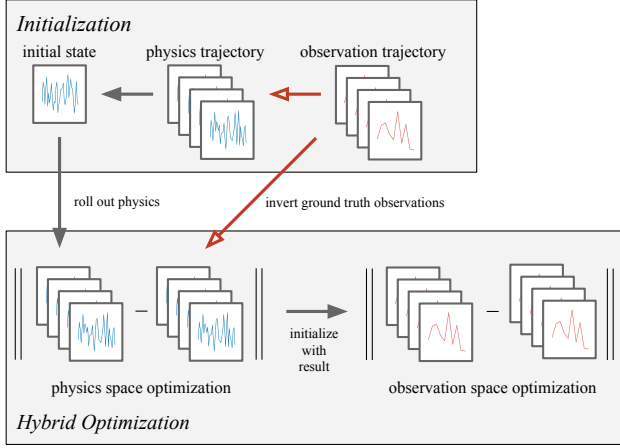 Initialization
initial state
physics trajectory
observation trajectory
roll out physics
invert ground truth observations
initialize
with
result
physics space optimization
observation space optimization
Hybrid Optimization